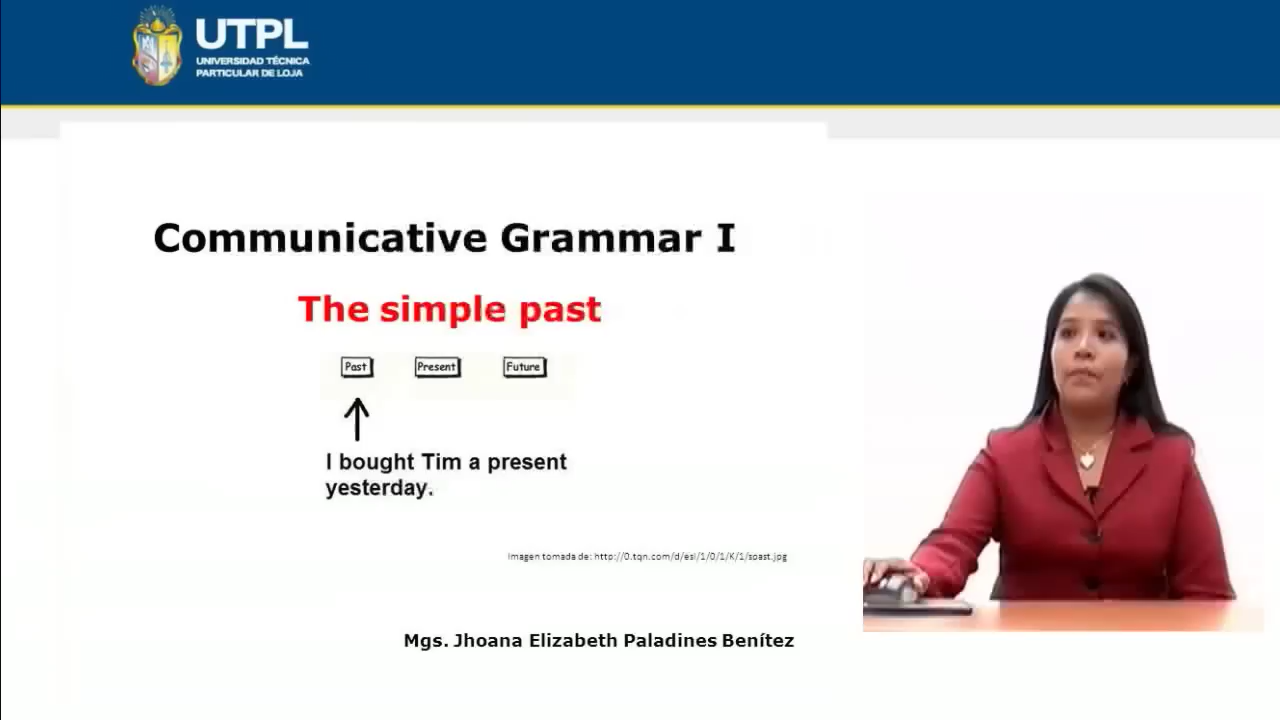 UTPL
UNIVERSIDAD TÉCNICA
PARTICULAR DE LOJA
Communicative Grammar I
The simple past
Past Present Future
I bought Tim a present
yesterday.
Imagen tomada de: http://0.tqn.com/d/esl/1/0/1/K/1/spast.jpg
Mgs. Jhoana Elizabeth Paladines Benítez